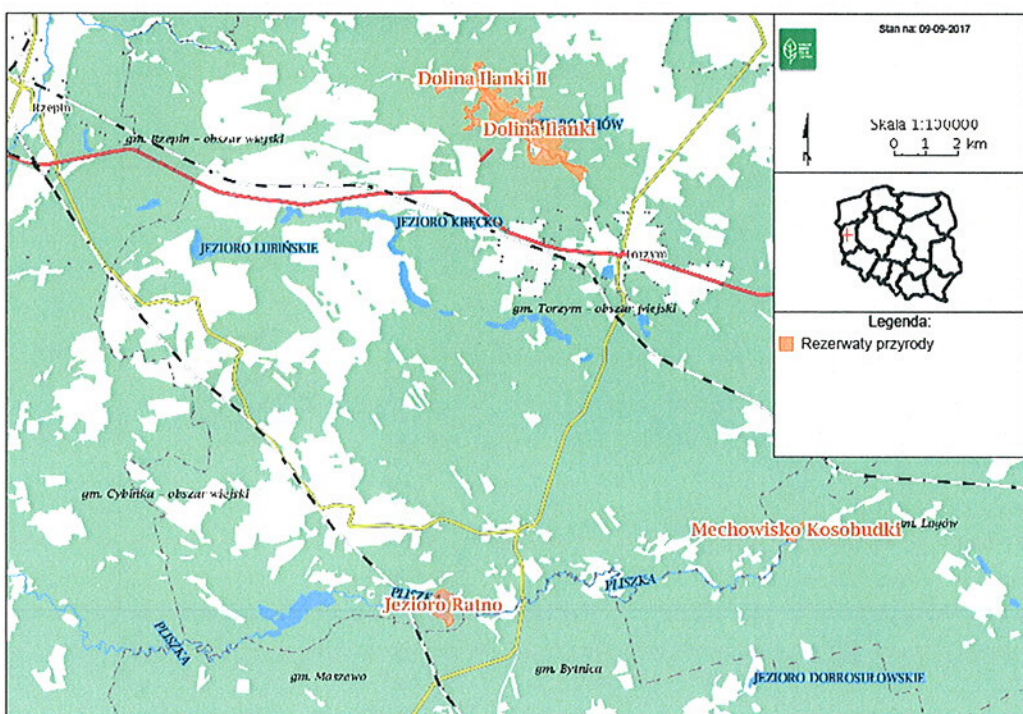 Stan na: 09-09-2017
Skala 1:100000
0 1 2 km
Legenda:
Rezerwaty przyrody
Dolina Ilanki II
Dolina Ilanki
Rzepin
gm. Rzepin – obszar wiejski
JEZIORO KRĘCKO
JEZIORO LUBIŃSKIE
Torzym
gm. Torzym – obszar wiejski
gm. Cybinka – obszar wiejski
Mechowisko Kosobudki
gm. Łagów
PLISZKA
PLISZKA
Jezioro Ratno
PLISZKA
gm. Maszewo
gm. Bytnica
JEZIORO DOBROSUŁOWSKIE